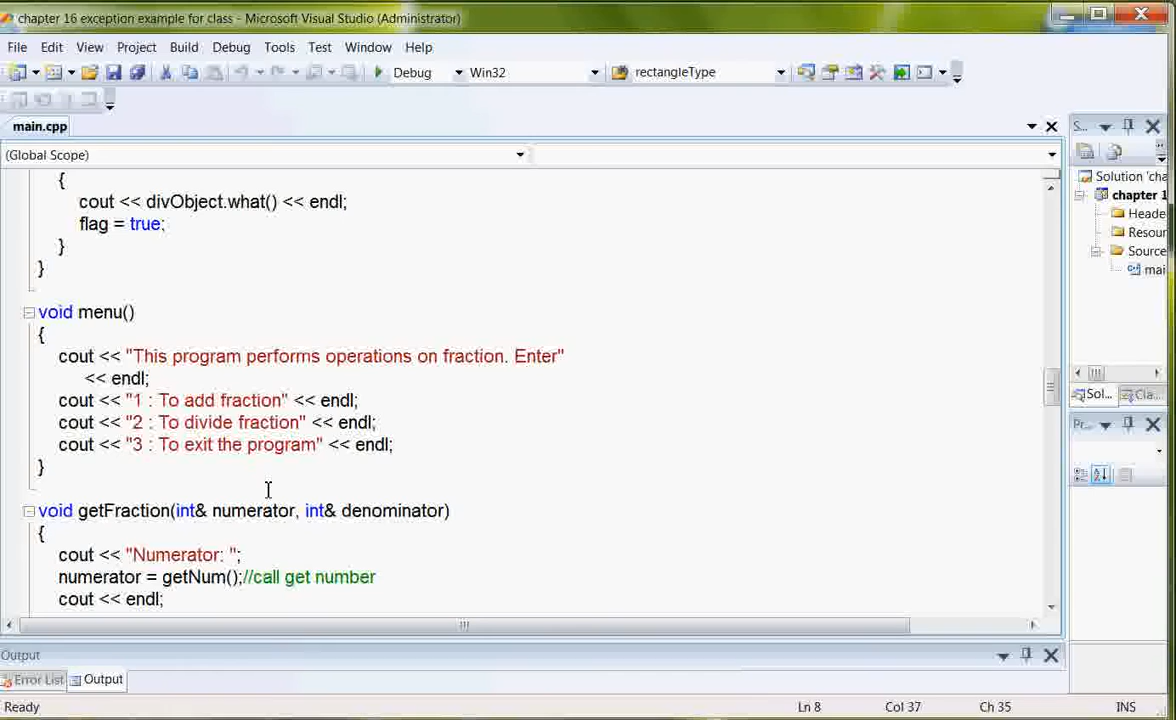 chapter 16 exception example for class - Microsoft Visual Studio (Administrator)
File Edit View Project Build Debug Tools Test Window Help
Debug Win32 rectangleType
main.cpp
S...
(Global Scope)
Solution 'cha
chapter 1
Heade
Resour
Source
mai
{
cout << divObject.what() << endl;
flag = true;
}
}
void menu()
{
cout << "This program performs operations on fraction. Enter"
<< endl;
cout << "1 : To add fraction" << endl;
cout << "2 : To divide fraction" << endl;
cout << "3 : To exit the program" << endl;
}
void getFraction(int& numerator, int& denominator)
{
cout << "Numerator: ";
numerator = getNum();//call get number
cout << endl;
Sol... Cla...
Pr...
Output
Error List Output
Ready Ln 8 Col 37 Ch 35 INS